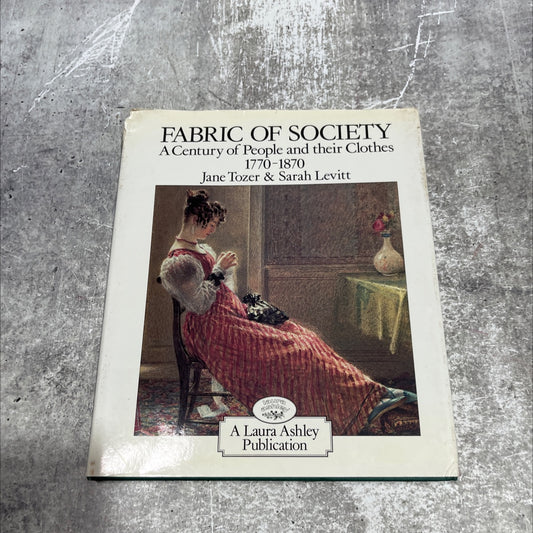 FABRIC OF SOCIETY
A Century of People and their Clothes
1770-1870
Jane Tozer & Sarah Levitt
A Laura Ashley
Publication